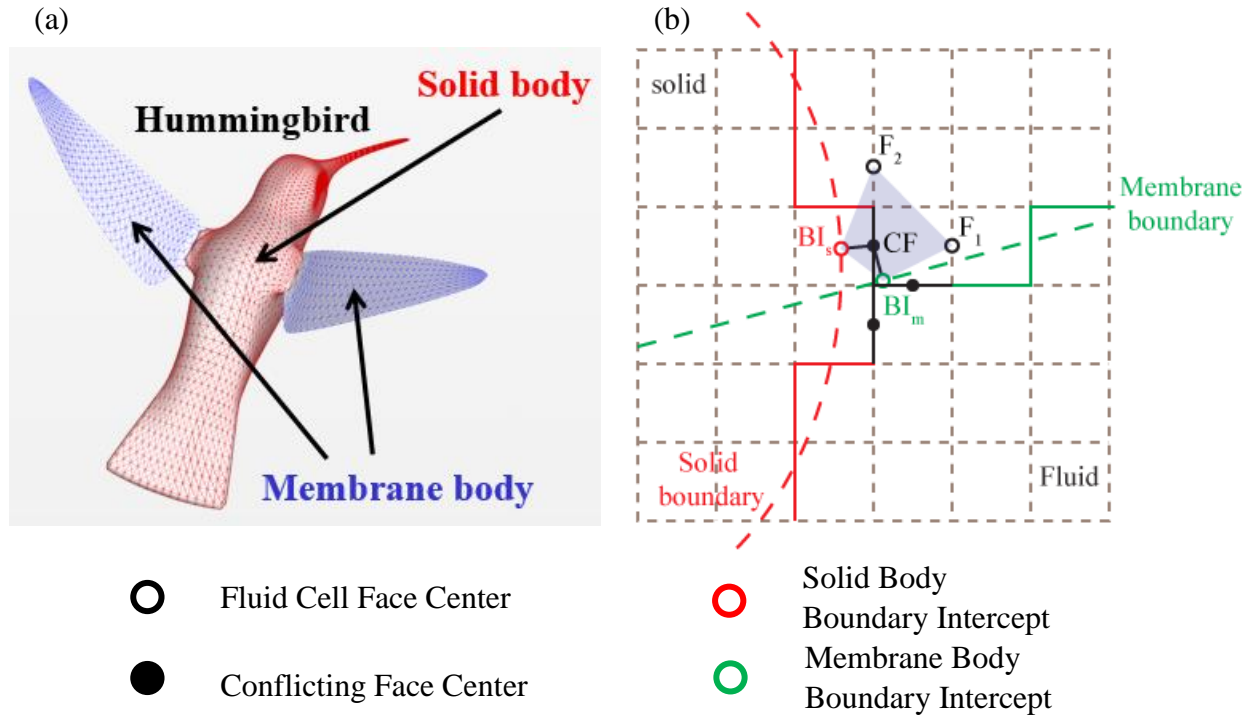 (a)
Solid body
Hummingbird
Membrane body
(b)
solid
F2
Membrane
boundary
BIs
CF
F1
BIm
Solid
boundary
Fluid
Fluid Cell Face Center
Conflicting Face Center
Solid Body
Boundary Intercept
Membrane Body
Boundary Intercept